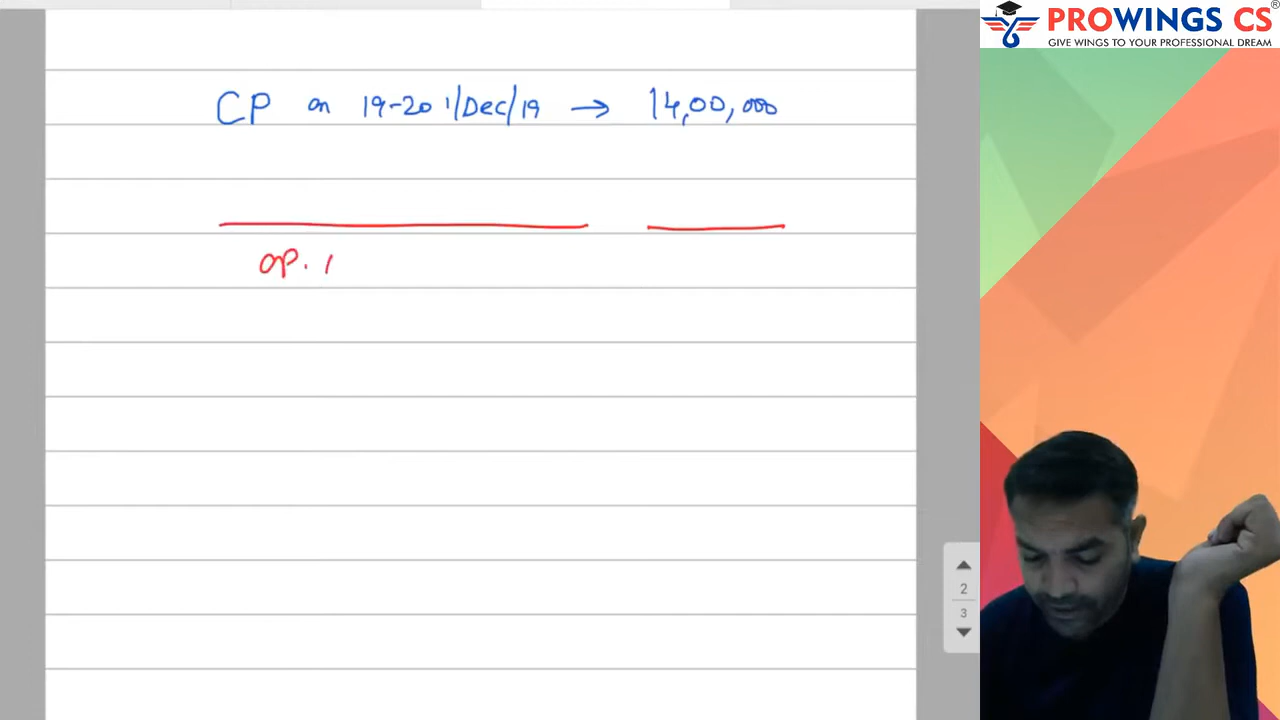 PROWINGS CS®
GIVE WINGS TO YOUR PROFESSIONAL DREAM
CP on 19-20 1/Dec/19 → 14,00,000
op.
2
3